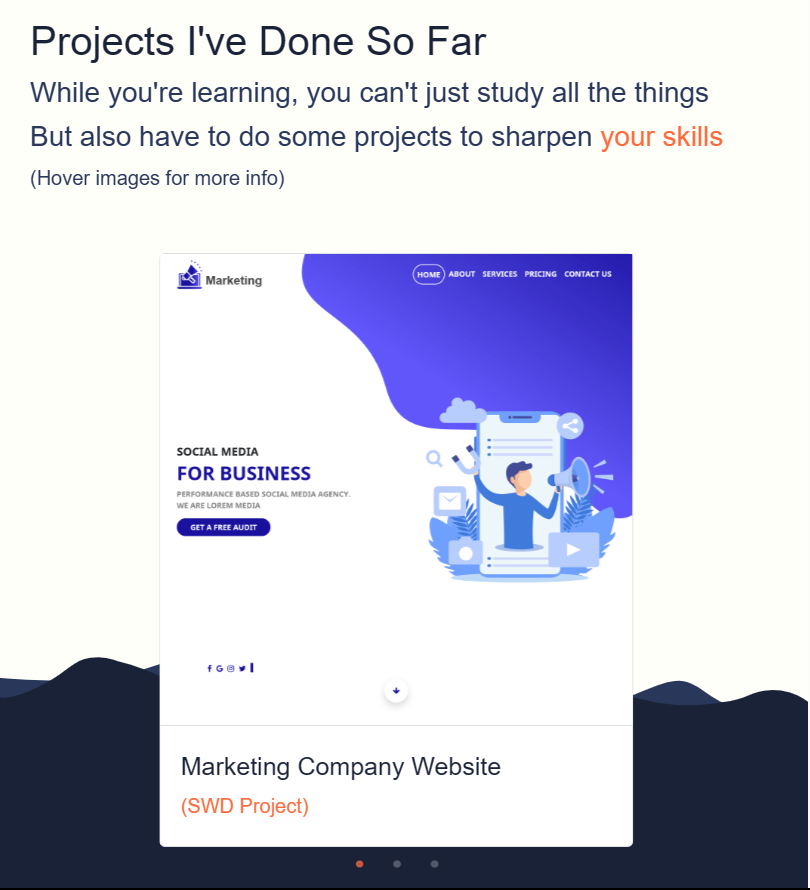 Projects I've Done So Far
While you're learning, you can't just study all the things
But also have to do some projects to sharpen your skills
(Hover images for more info)
Marketing
HOME ABOUT SERVICES PRICING CONTACT US
SOCIAL MEDIA
FOR BUSINESS
PERFORMANCE BASED SOCIAL MEDIA AGENCY.
WE ARE LOREM MEDIA
GET A FREE AUDIT
Marketing Company Website
(SWD Project)